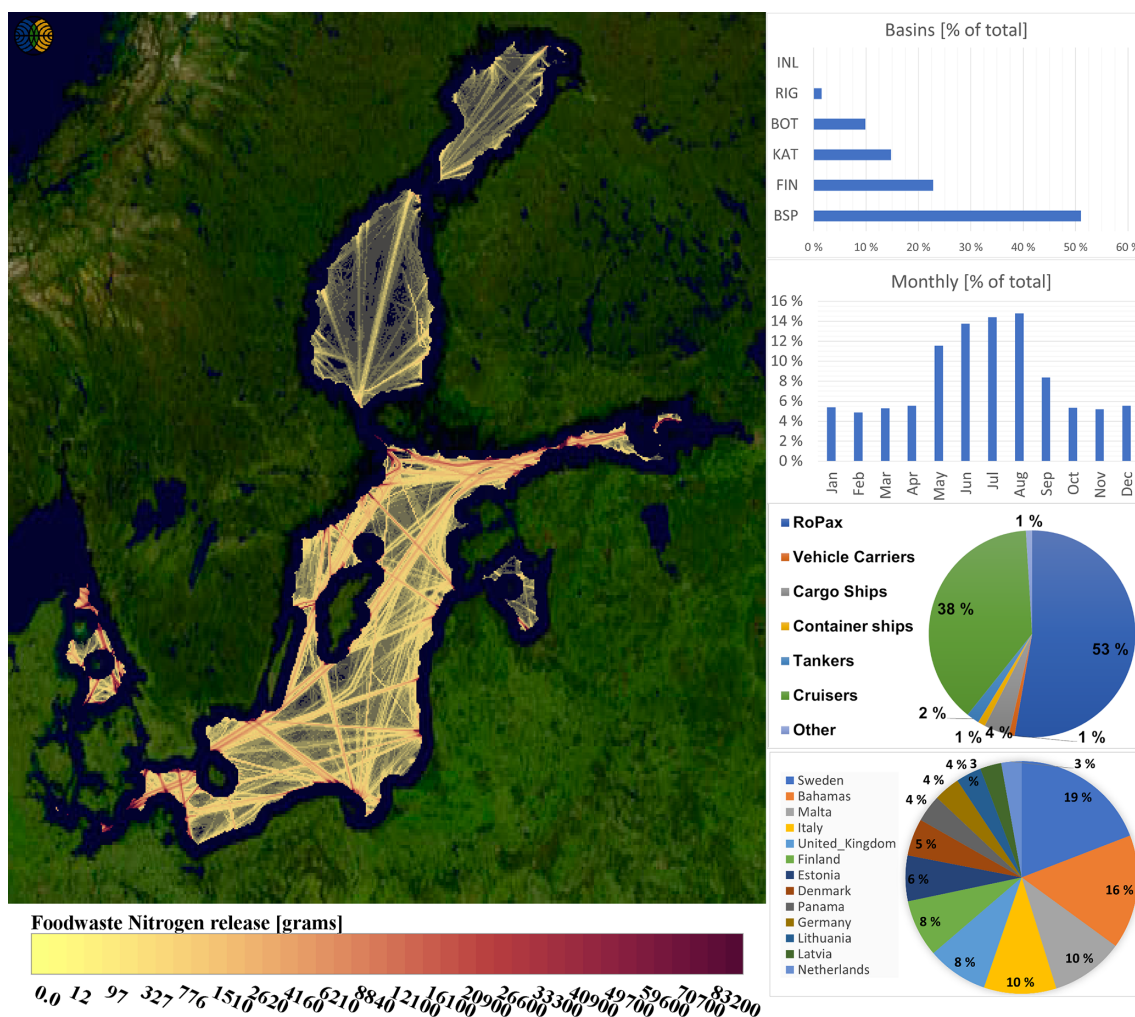 Basins [% of total]
INL
RIG
BOT
KAT
FIN
BSP
0 % 10 % 20 % 30 % 40 % 50 % 60 %
Monthly [% of total]
16 %
14 %
12 %
10 %
8 %
6 %
4 %
2 %
0 %
Jan Feb Mar Apr May Jun Jul Aug Sep Oct Nov Dec
RoPax
Vehicle Carriers
Cargo Ships
Container ships
Tankers
Cruisers
Other
1 %
38 %
53 %
2 %
1 %
4 %
1 %
Sweden
Bahamas
Malta
Italy
United_Kingdom
Finland
Estonia
Denmark
Panama
Germany
Lithuania
Latvia
Netherlands
4 % 3 % 3 %
4 %
4 %
19 %
5 %
6 %
16 %
8 %
8 %
10 %
10 %
Foodwaste Nitrogen release [grams]
0.0 12 97 327 776 1510 2620 4160 6210 8840 12100 16100 20900 26600 33300 40900 49700 59600 70700 83200